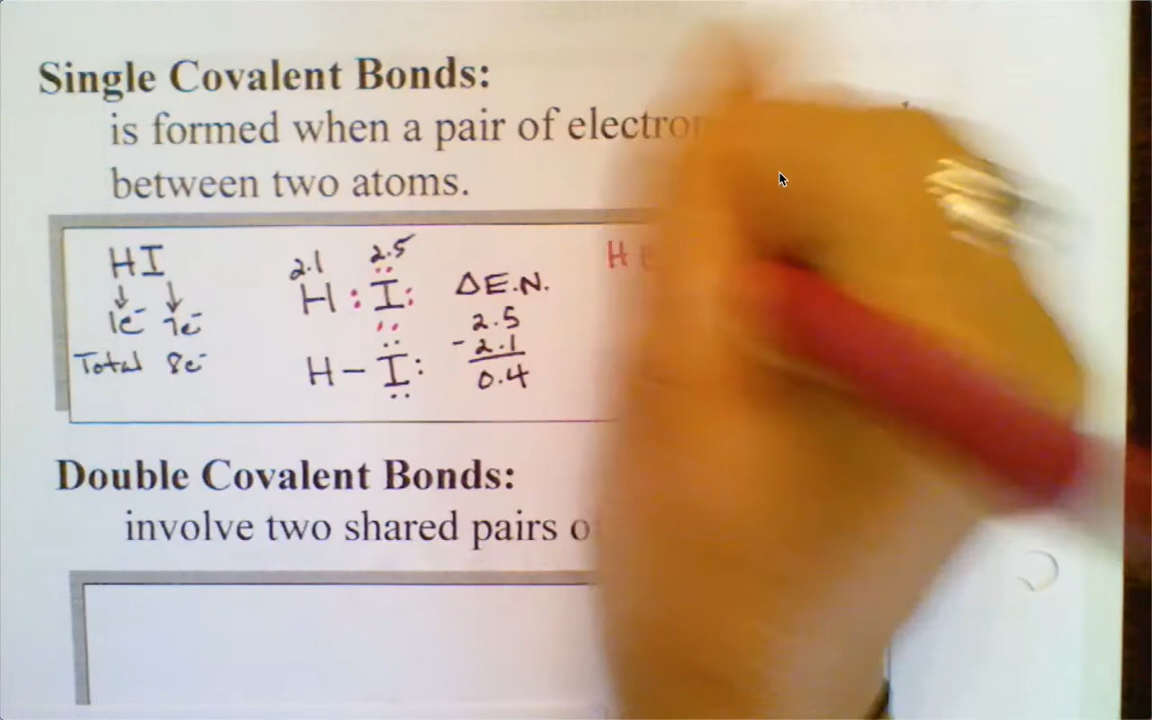 Single Covalent Bonds:
is formed when a pair of electron
between two atoms.
HI
1e⁻ 7e⁻
Total 8e⁻
2.1 2.5
H : I :
H – I :
ΔE.N.
2.5
- 2.1
0.4
H
Double Covalent Bonds:
involve two shared pairs o